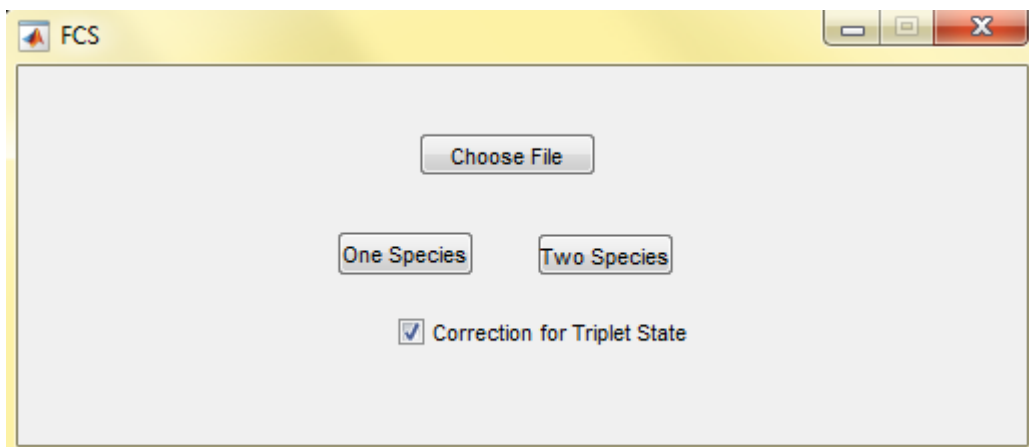 FCS
Choose File
One Species Two Species
Correction for Triplet State